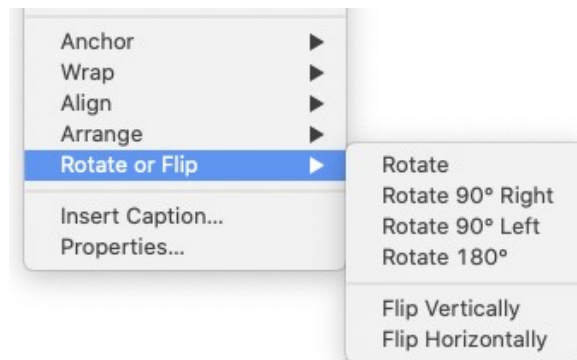 Anchor
Wrap
Align
Arrange
Rotate or Flip
Insert Caption...
Properties...
Rotate
Rotate 90° Right
Rotate 90° Left
Rotate 180°
Flip Vertically
Flip Horizontally